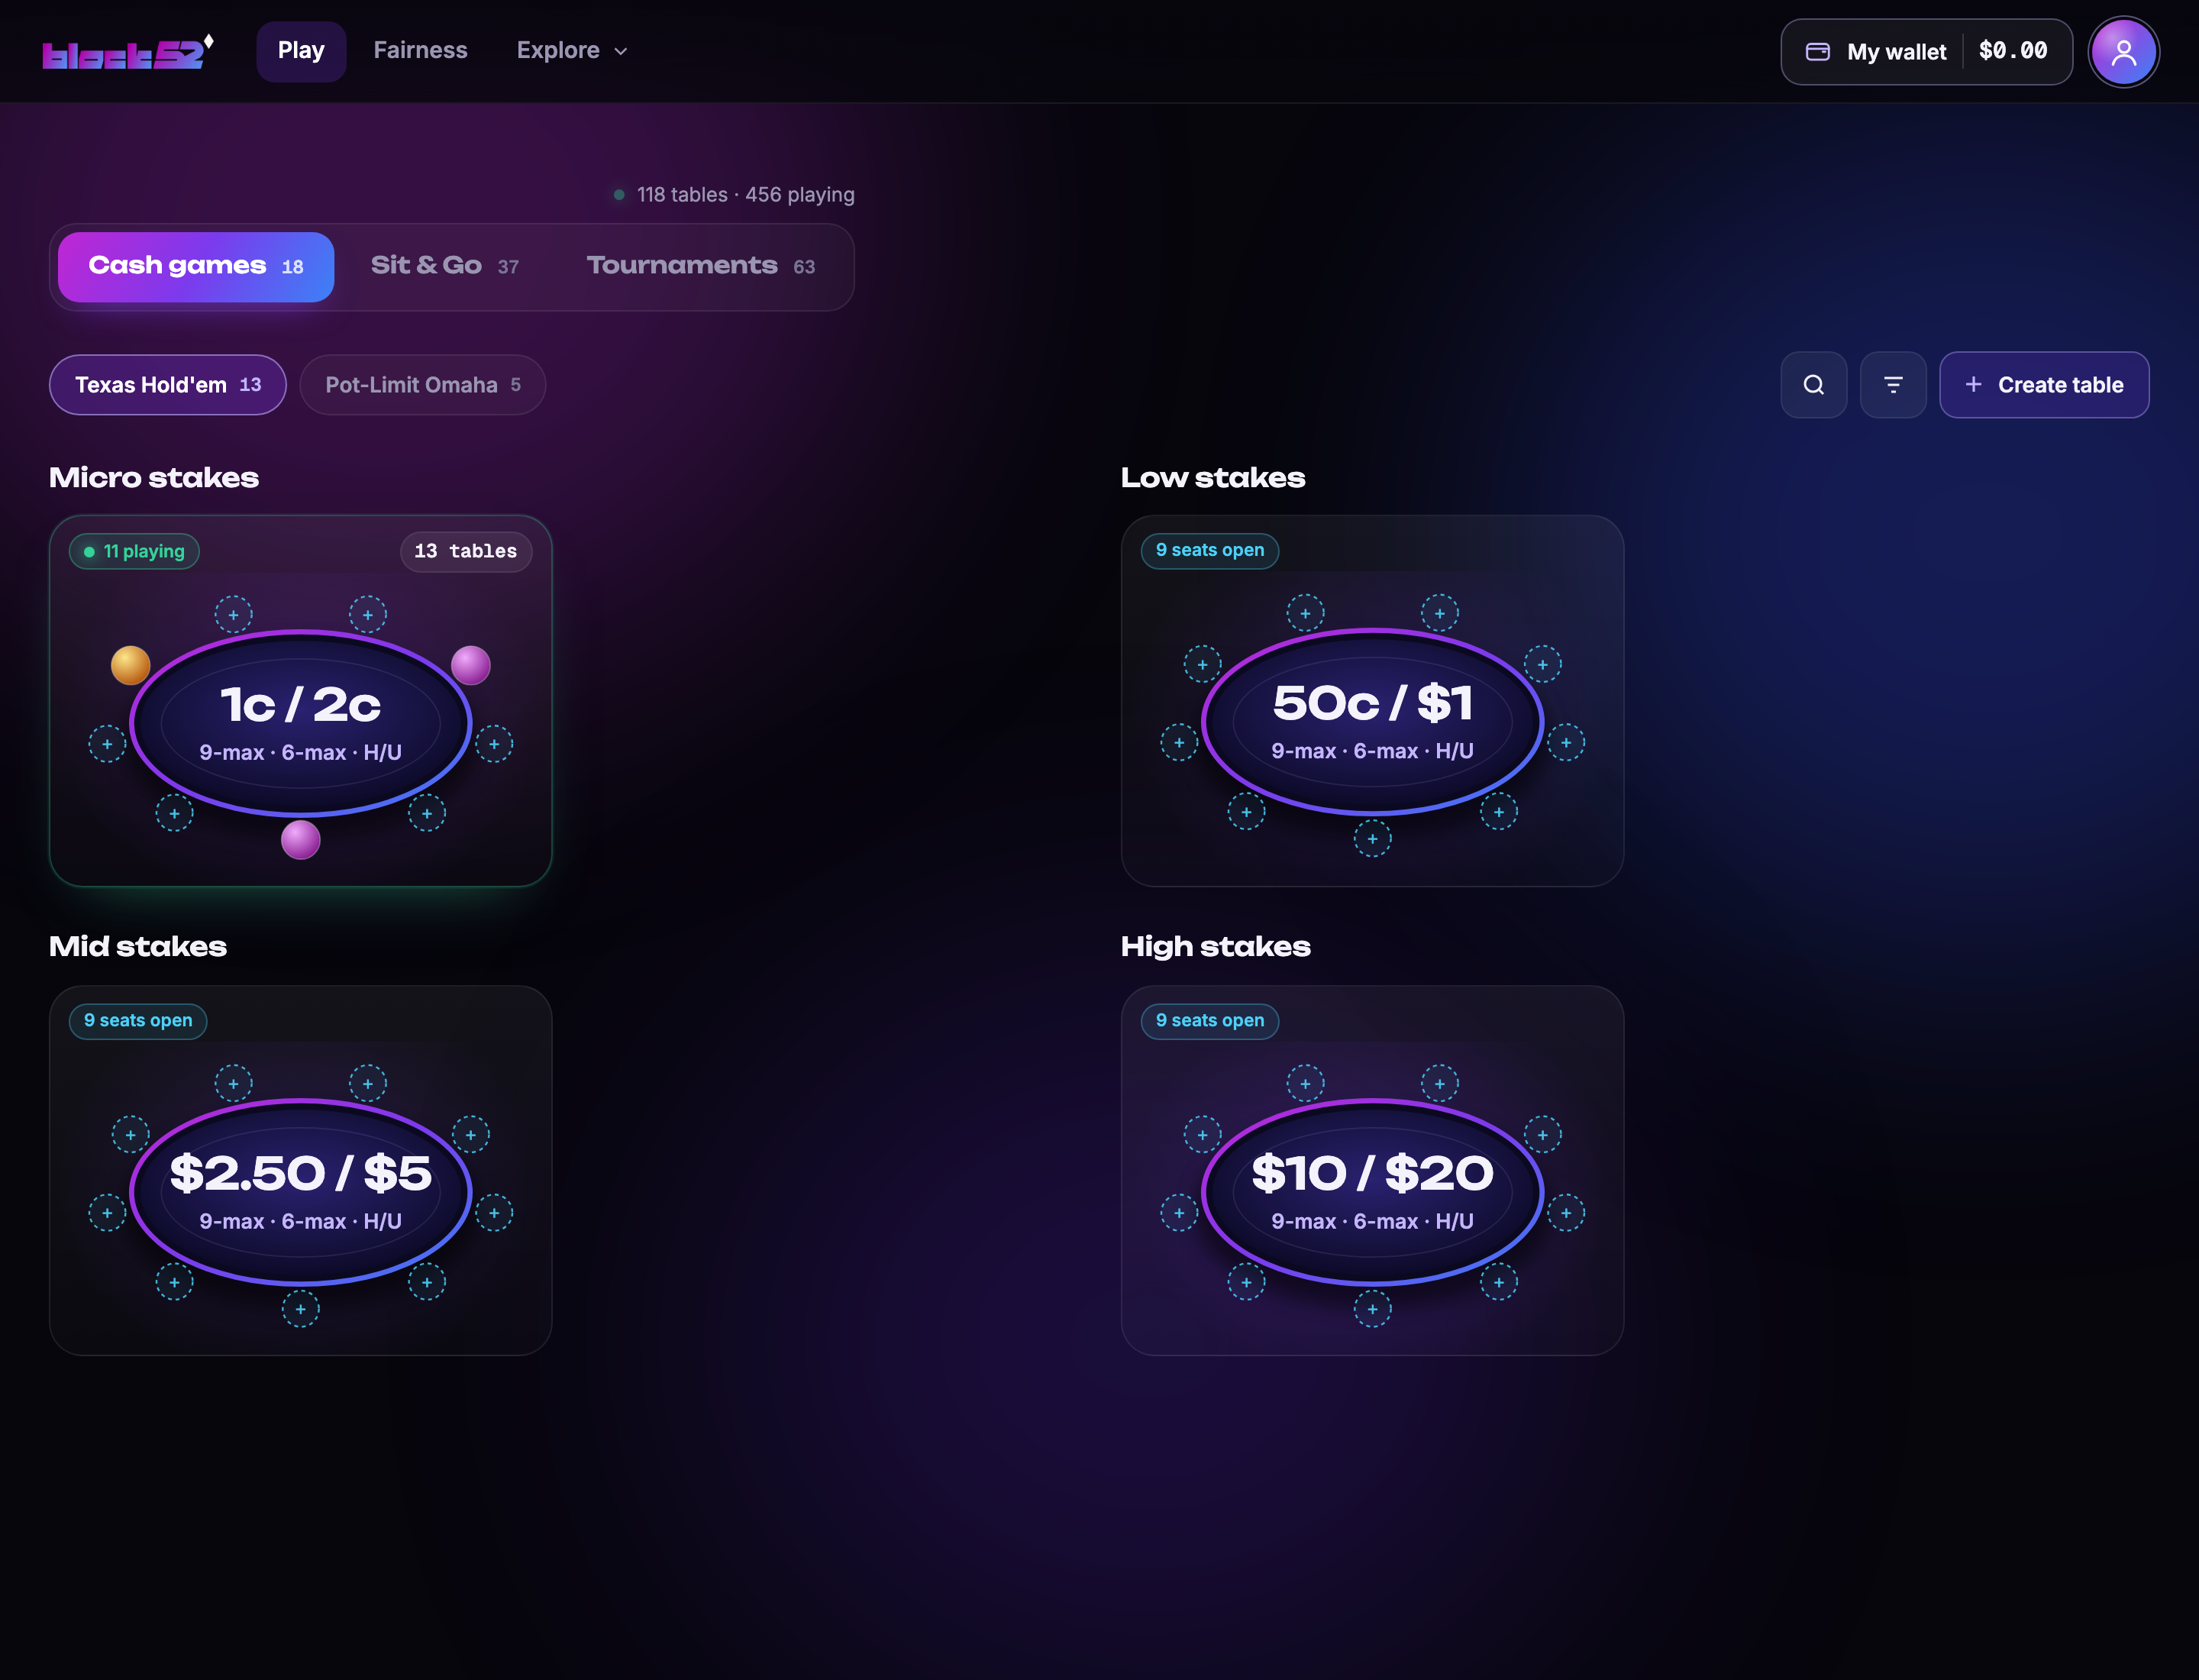 block52
Play
Fairness
Explore
My wallet $0.00
118 tables · 456 playing
Cash games 18
Sit & Go 37
Tournaments 63
Texas Hold'em 13
Pot-Limit Omaha 5
+ Create table
Micro stakes
11 playing
13 tables
1c / 2c
9-max · 6-max · H/U
Low stakes
9 seats open
50c / $1
9-max · 6-max · H/U
Mid stakes
9 seats open
$2.50 / $5
9-max · 6-max · H/U
High stakes
9 seats open
$10 / $20
9-max · 6-max · H/U